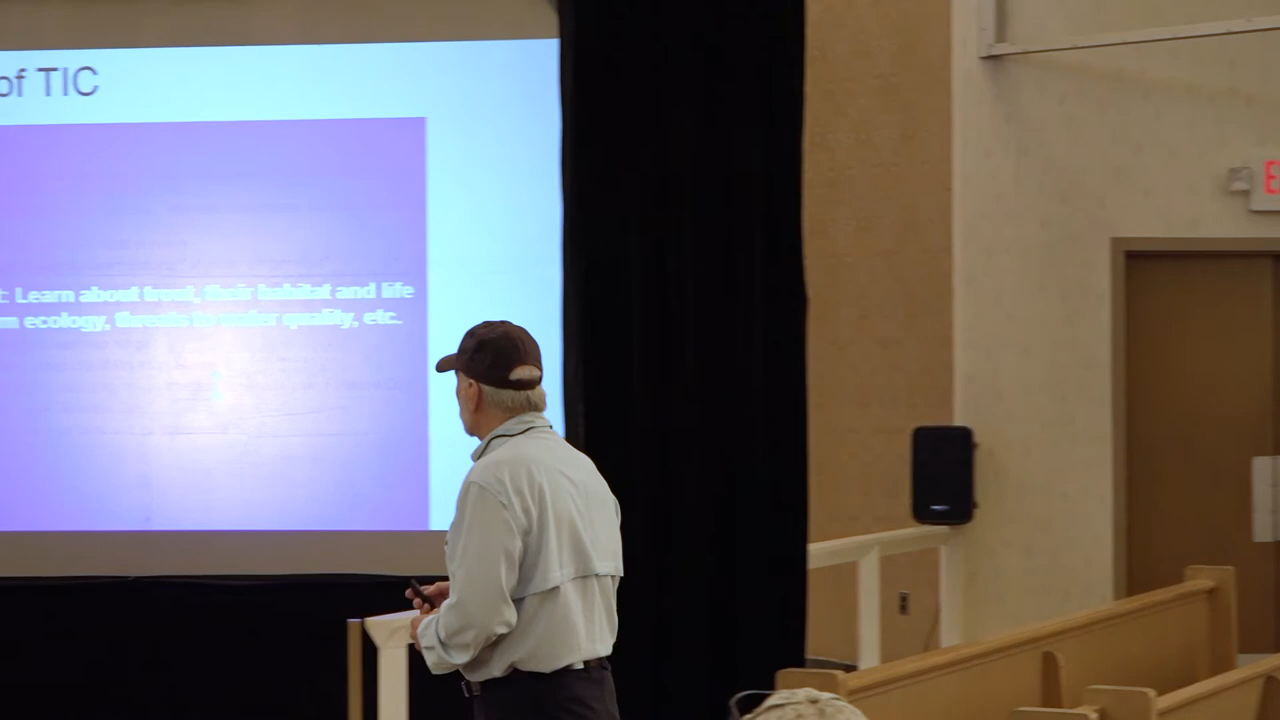 of TIC
t: Learn about trout, their habitat and life
m ecology, threats to water quality, etc.
E